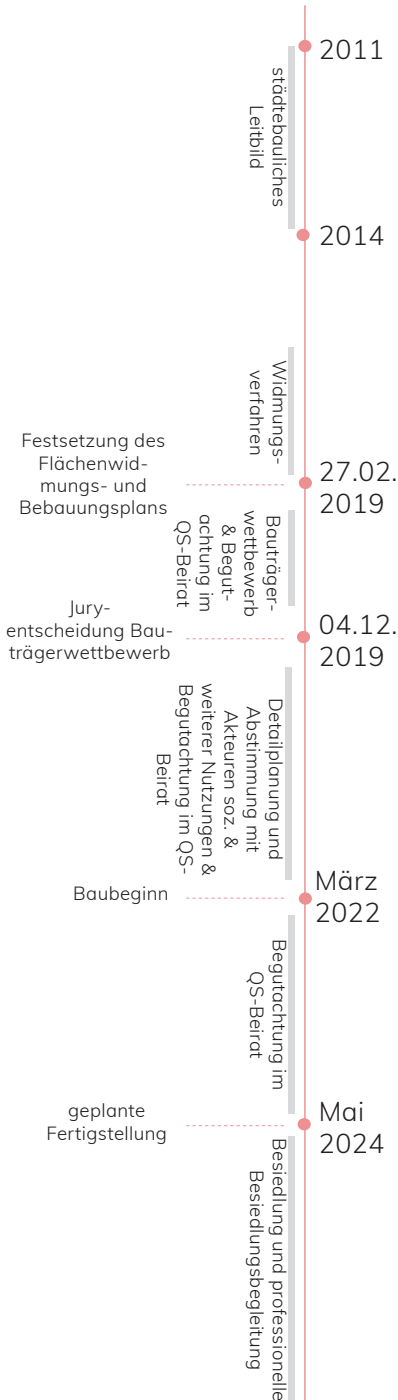 2011
städtebauliches
Leitbild
2014
Widmungs-
verfahren
Festsetzung des
Flächenwid-
mungs- und
Bebauungsplans
27.02.
2019
Bauträger-
wettbewerb
& Begut-
achtung im
QS-Beirat
Jury-
entscheidung Bau-
trägerwettbewerb
04.12.
2019
Detailplanung und
Abstimmung mit
Akteuren soz. &
weiterer Nutzungen &
Begutachtung im QS-
Beirat
Baubeginn
März
2022
Begutachtung im
QS-Beirat
geplante
Fertigstellung
Mai
2024
Besiedlung und professionelle
Besiedlungsbegleitung